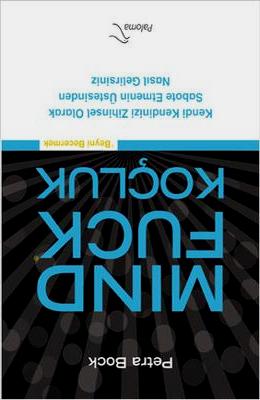 Petra Bock
MIND
FUCK*
KOÇLUK
*Beyni Becermek
Kendi Kendinizi Zihinsel Olarak
Sabote Etmenin Üstesinden
Nasıl Gelirsiniz
Paloma